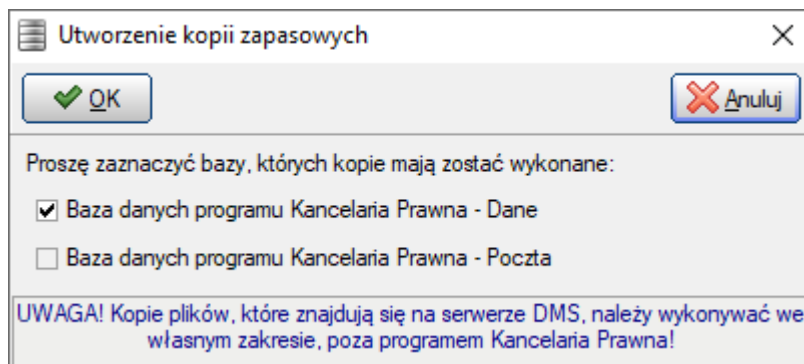 Utworzenie kopii zapasowych
OK
Anuluj
Proszę zaznaczyć bazy, których kopie mają zostać wykonane:
Baza danych programu Kancelaria Prawna - Dane
Baza danych programu Kancelaria Prawna - Poczta
UWAGA! Kopie plików, które znajdują się na serwerze DMS, należy wykonywać we
własnym zakresie, poza programem Kancelaria Prawna!